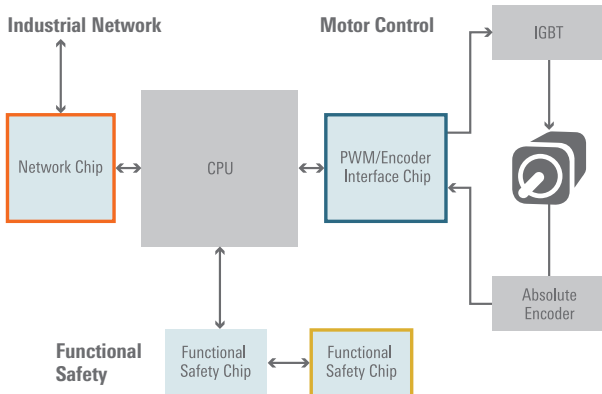 Industrial Network
Motor Control
IGBT
Network Chip
CPU
PWM/Encoder
Interface Chip
Absolute
Encoder
Functional
Safety
Functional
Safety Chip
Functional
Safety Chip